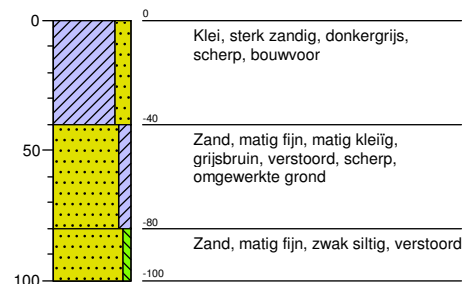 0
0
Klei, sterk zandig, donkergrijs,
scherp, bouwvoor
-40
50
Zand, matig fijn, matig kleiïg,
grijsbruin, verstoord, scherp,
omgewerkte grond
-80
Zand, matig fijn, zwak siltig, verstoord
100
-100